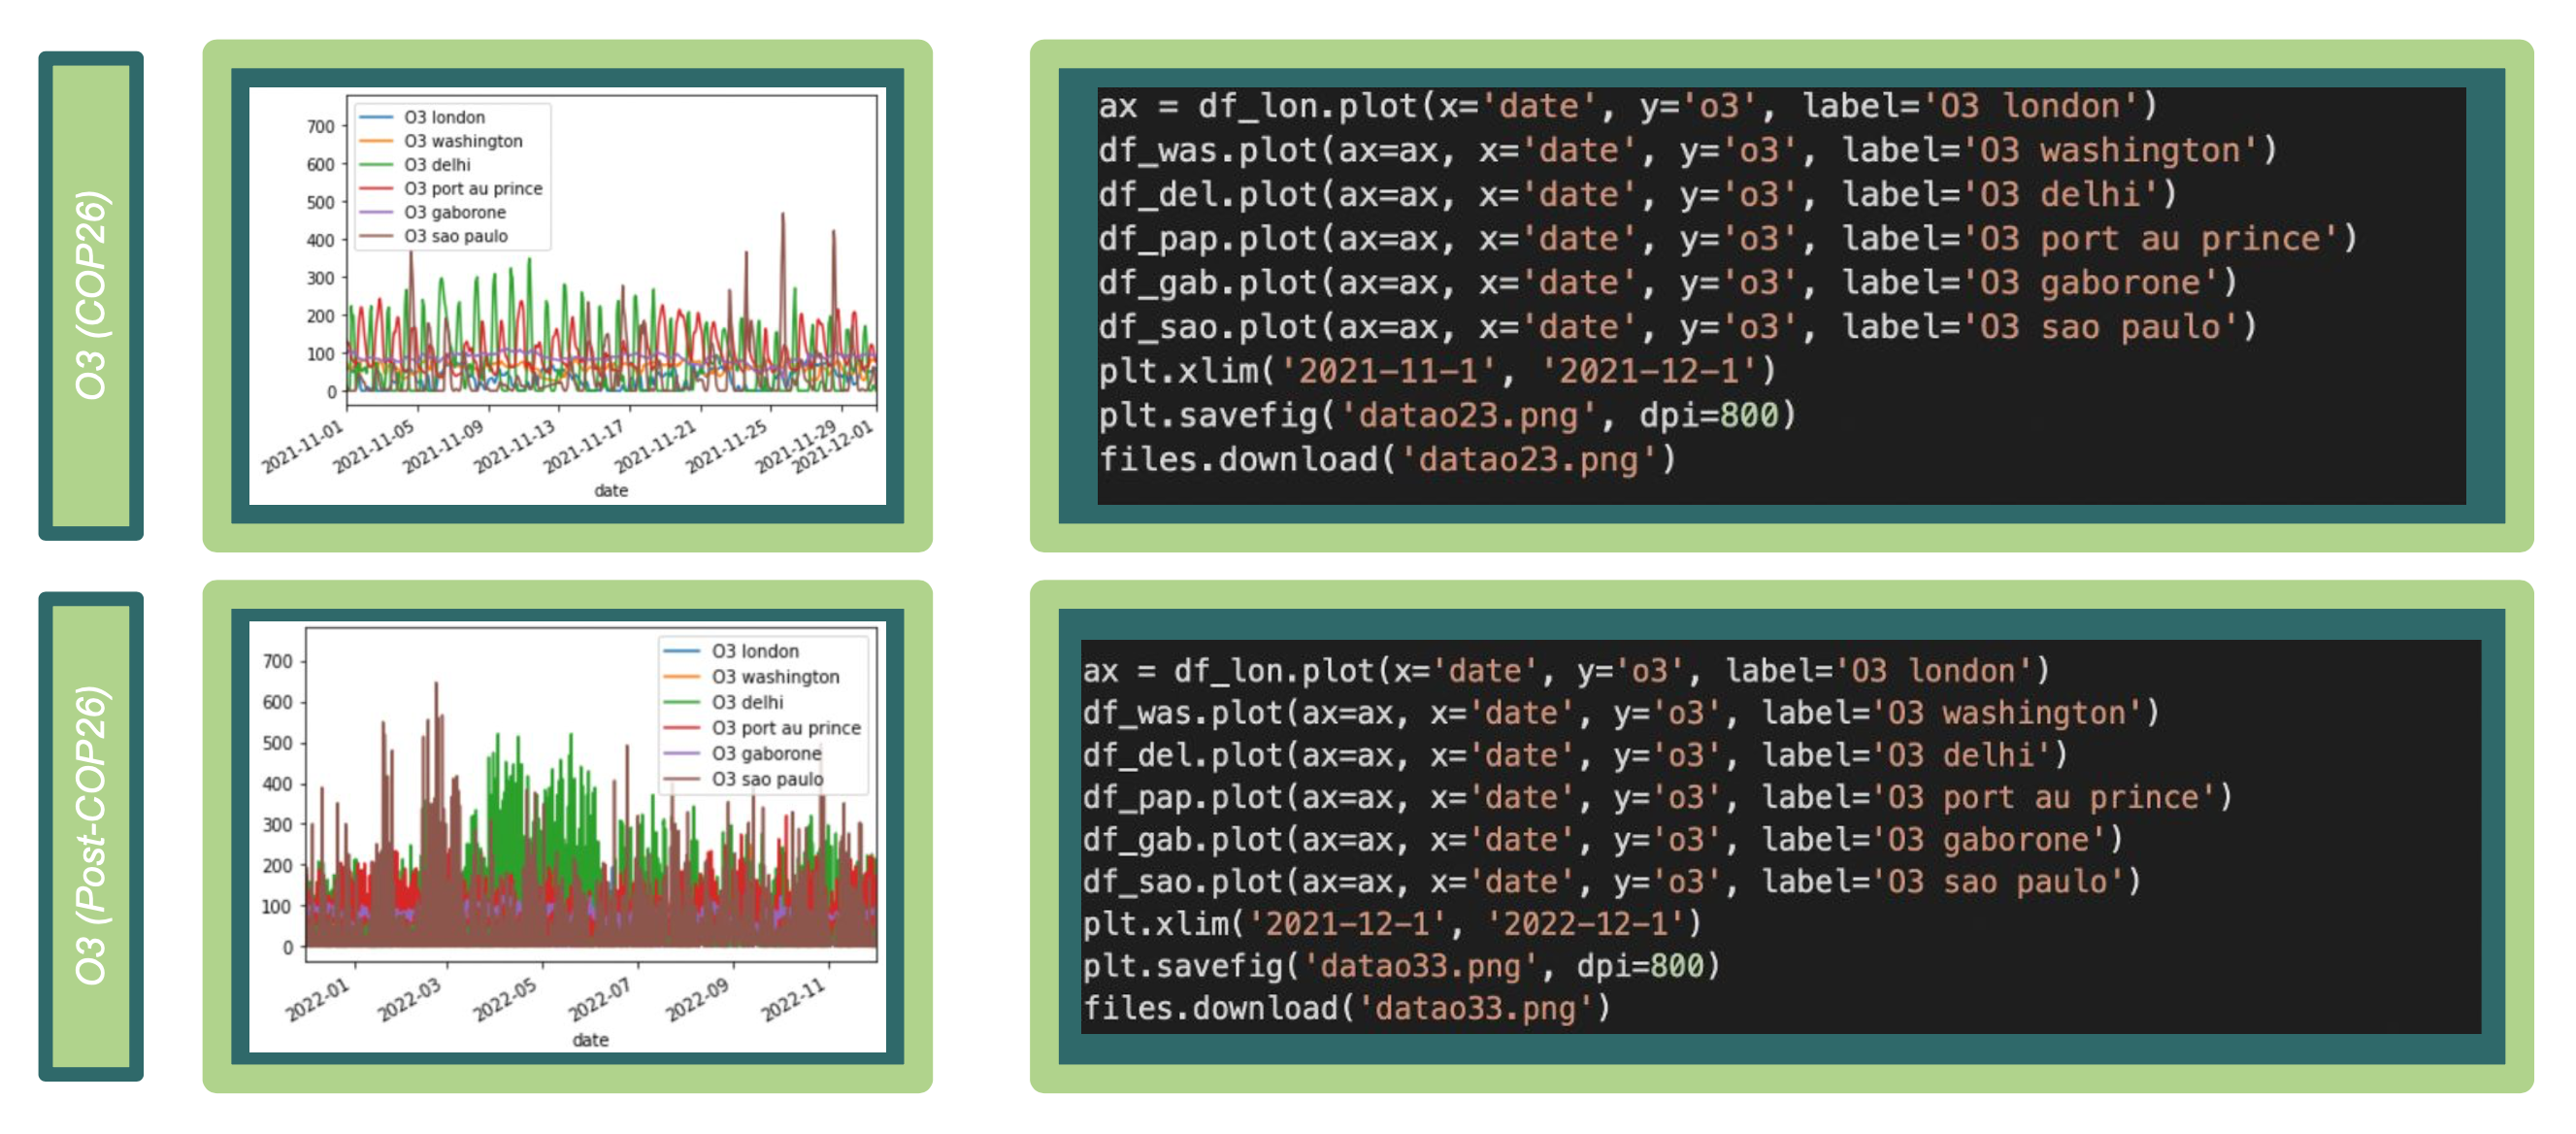 O3 (COP26)
700
600
500
400
300
200
100
0
O3 london
O3 washington
O3 delhi
O3 port au prince
O3 gaborone
O3 sao paulo
2021-11-01
2021-11-05
2021-11-09
2021-11-13
2021-11-17
2021-11-21
2021-11-25
2021-11-29
2021-12-01
date
ax = df_lon.plot(x='date', y='o3', label='O3 london')
df_was.plot(ax=ax, x='date', y='o3', label='O3 washington')
df_del.plot(ax=ax, x='date', y='o3', label='O3 delhi')
df_pap.plot(ax=ax, x='date', y='o3', label='O3 port au prince')
df_gab.plot(ax=ax, x='date', y='o3', label='O3 gaborone')
df_sao.plot(ax=ax, x='date', y='o3', label='O3 sao paulo')
plt.xlim('2021-11-1', '2021-12-1')
plt.savefig('datao23.png', dpi=800)
files.download('datao23.png')
O3 (Post-COP26)
700
600
500
400
300
200
100
0
O3 london
O3 washington
O3 delhi
O3 port au prince
O3 gaborone
O3 sao paulo
2022-01
2022-03
2022-05
2022-07
2022-09
2022-11
date
ax = df_lon.plot(x='date', y='o3', label='O3 london')
df_was.plot(ax=ax, x='date', y='o3', label='O3 washington')
df_del.plot(ax=ax, x='date', y='o3', label='O3 delhi')
df_pap.plot(ax=ax, x='date', y='o3', label='O3 port au prince')
df_gab.plot(ax=ax, x='date', y='o3', label='O3 gaborone')
df_sao.plot(ax=ax, x='date', y='o3', label='O3 sao paulo')
plt.xlim('2021-12-1', '2022-12-1')
plt.savefig('datao33.png', dpi=800)
files.download('datao33.png')